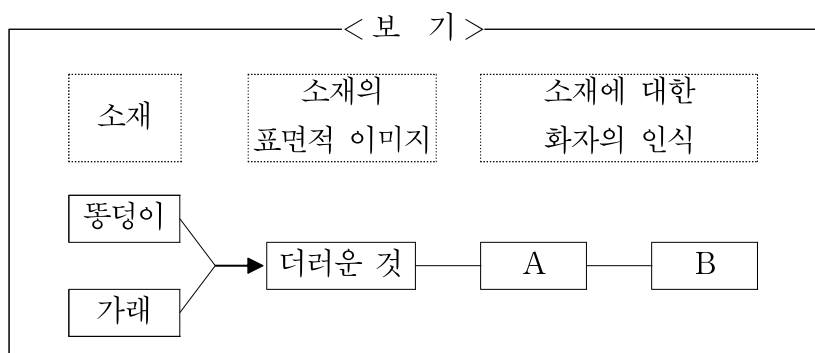 <보 기>
소재
소재의
표면적 이미지
소재에 대한
화자의 인식
똥덩이
가래
더러운 것
A
B